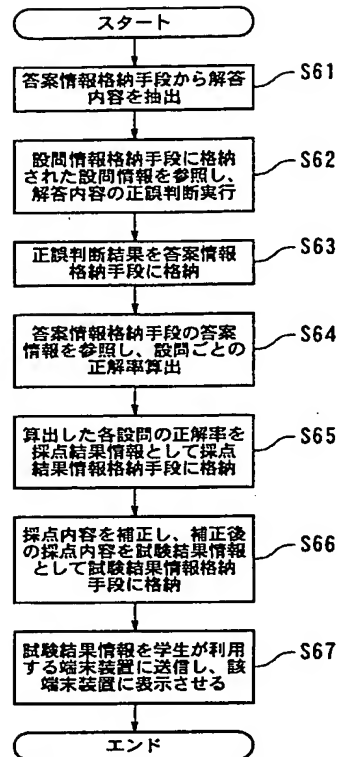 スタート
答案情報格納手段から解答
内容を抽出
S61
設問情報格納手段に格納
された設問情報を参照し、
解答内容の正誤判断実行
S62
正誤判断結果を答案情報
格納手段に格納
S63
答案情報格納手段の答案
情報を参照し、設問ごとの
正解率算出
S64
算出した各設問の正解率を
採点結果情報として採点
結果情報格納手段に格納
S65
採点内容を補正し、補正後
の採点内容を試験結果情報
として試験結果情報格納
手段に格納
S66
試験結果情報を学生が利用
する端末装置に送信し、該
端末装置に表示させる
S67
エンド